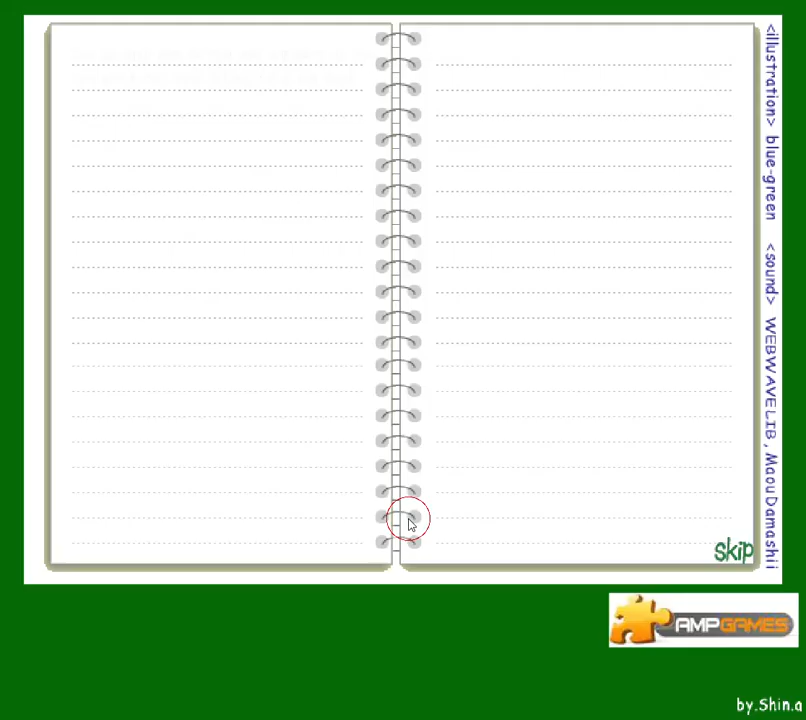 <illustration> blue-green <sound> WEBWAVELIB , MaouDamashii
skip
AMPGAMES
by.Shin.a